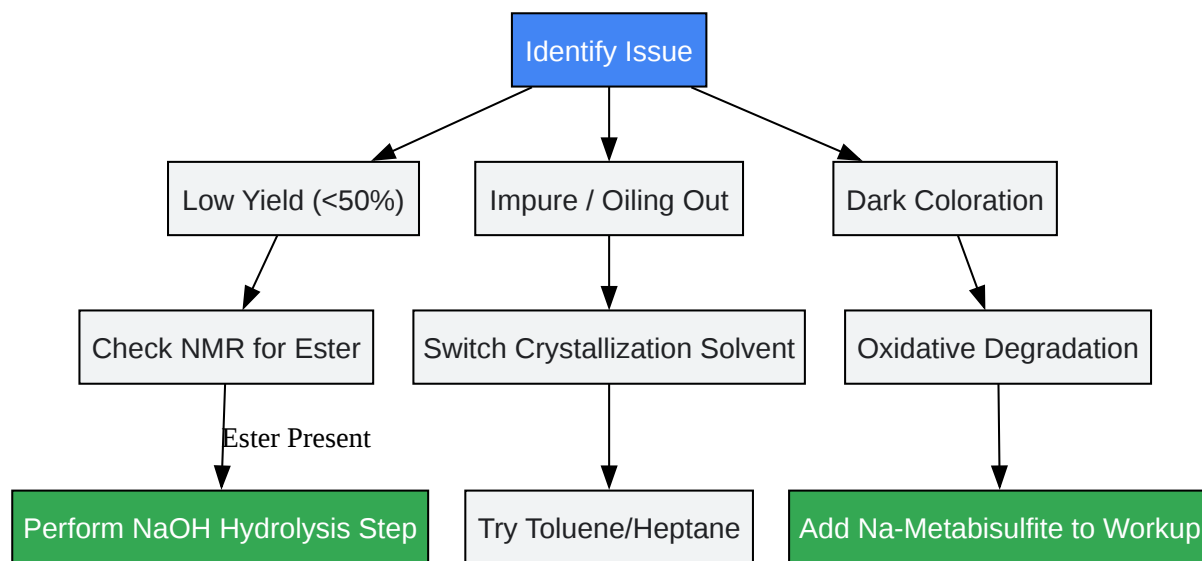 Identify Issue
Low Yield (<50%)
Impure / Oiling Out
Dark Coloration
Check NMR for Ester
Switch Crystallization Solvent
Oxidative Degradation
Ester Present
Perform NaOH Hydrolysis Step
Try Toluene/Heptane
Add Na-Metabisulfite to Workup